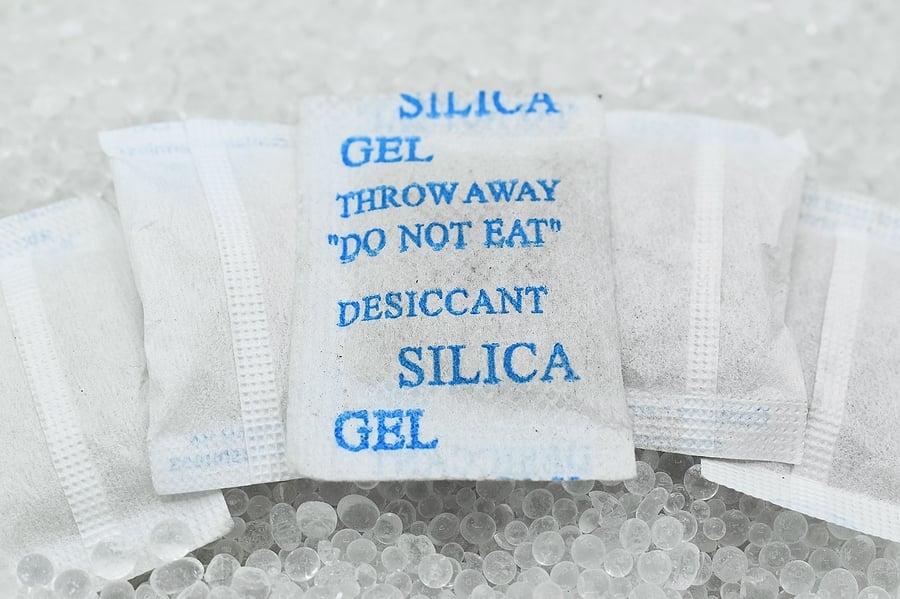 SILICA
GEL
THROW AWAY
"DO NOT EAT"
DESICCANT
SILICA
GEL